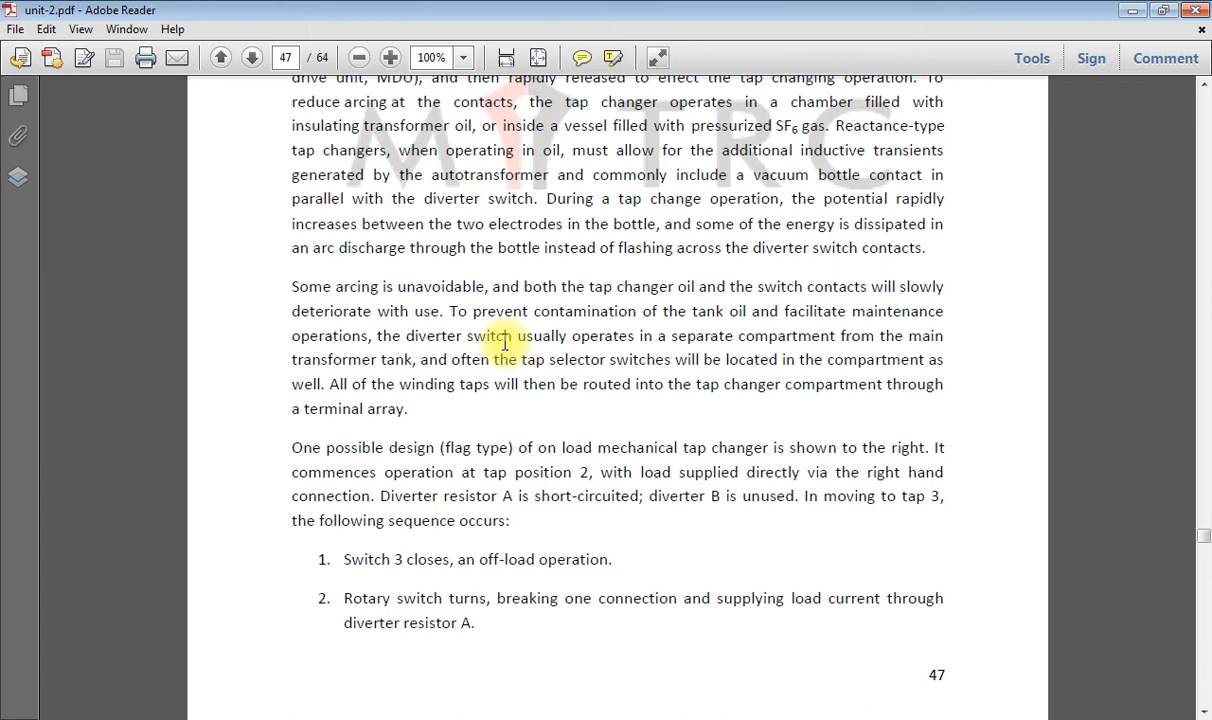 unit-2.pdf - Adobe Reader
File Edit View Window Help
47 / 64 100% Tools Sign Comment
drive unit, MDU), and then rapidly released to effect the tap changing operation. To
reduce arcing at the contacts, the tap changer operates in a chamber filled with
insulating transformer oil, or inside a vessel filled with pressurized SF6 gas. Reactance-type
tap changers, when operating in oil, must allow for the additional inductive transients
generated by the autotransformer and commonly include a vacuum bottle contact in
parallel with the diverter switch. During a tap change operation, the potential rapidly
increases between the two electrodes in the bottle, and some of the energy is dissipated in
an arc discharge through the bottle instead of flashing across the diverter switch contacts.
Some arcing is unavoidable, and both the tap changer oil and the switch contacts will slowly
deteriorate with use. To prevent contamination of the tank oil and facilitate maintenance
operations, the diverter switch usually operates in a separate compartment from the main
transformer tank, and often the tap selector switches will be located in the compartment as
well. All of the winding taps will then be routed into the tap changer compartment through
a terminal array.
One possible design (flag type) of on load mechanical tap changer is shown to the right. It
commences operation at tap position 2, with load supplied directly via the right hand
connection. Diverter resistor A is short-circuited; diverter B is unused. In moving to tap 3,
the following sequence occurs:
1. Switch 3 closes, an off-load operation.
2. Rotary switch turns, breaking one connection and supplying load current through
diverter resistor A.
47